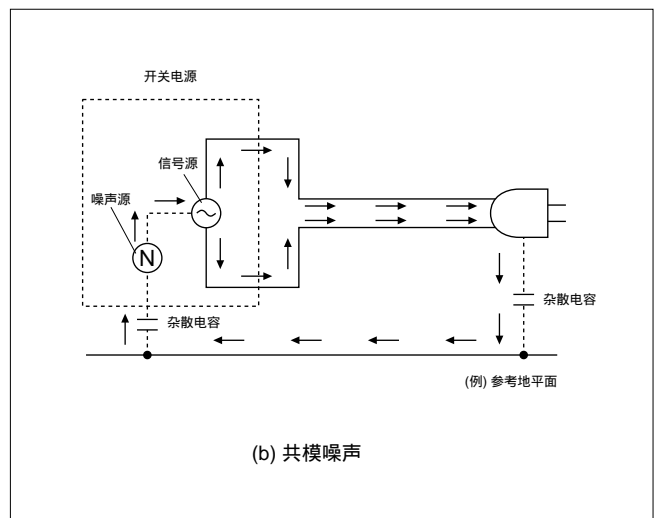 开关电源
信号源
噪声源
N
杂散电容
杂散电容
(例) 参考地平面
(b) 共模噪声